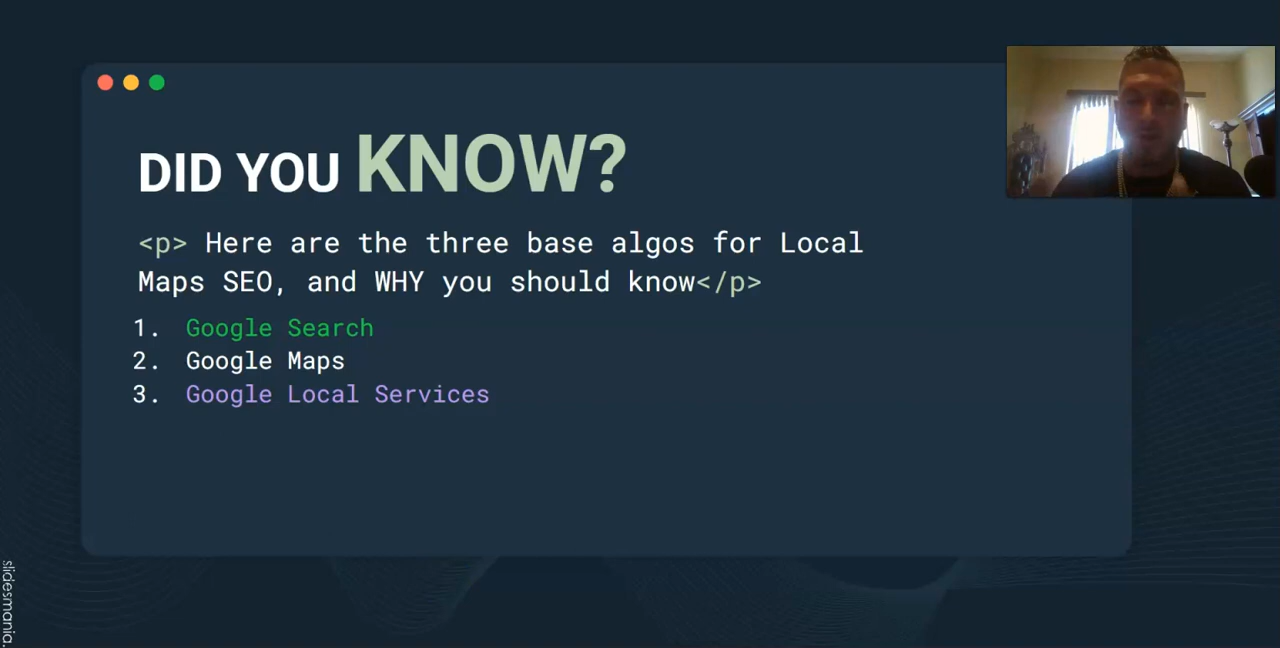 DID YOU KNOW?
<p> Here are the three base algos for Local
Maps SEO, and WHY you should know</p>
1. Google Search
2. Google Maps
3. Google Local Services
slidesmania.